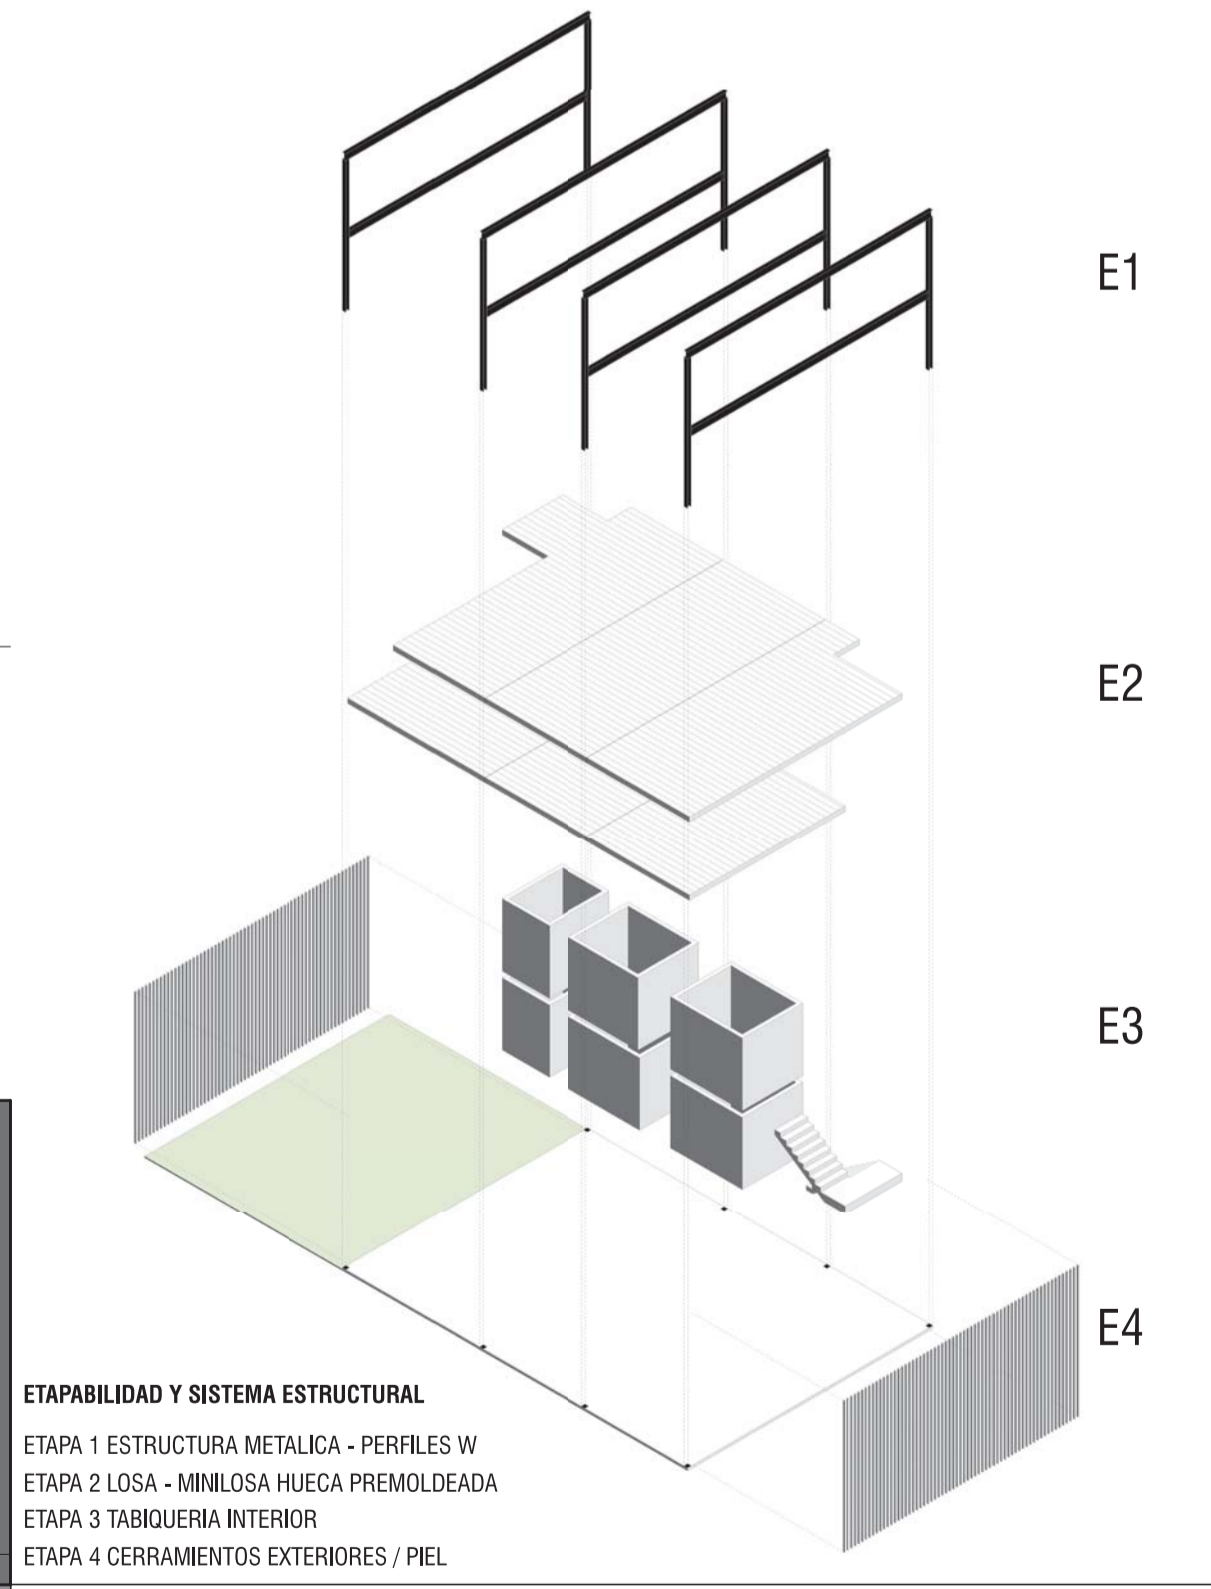 E1
E2
E3
E4
ETAPABILIDAD Y SISTEMA ESTRUCTURAL
ETAPA 1 ESTRUCTURA METALICA - PERFILES W
ETAPA 2 LOSA - MINILOSA HUECA PREMOLDEADA
ETAPA 3 TABIQUERIA INTERIOR
ETAPA 4 CERRAMIENTOS EXTERIORES / PIEL